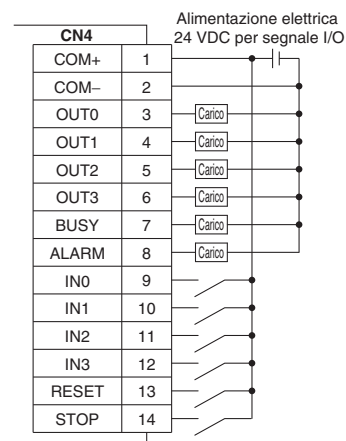 Alimentazione elettrica
CN4 24 VDC per segnale I/O
COM+ 1
COM– 2
OUT0 3 Carico
OUT1 4 Carico
OUT2 5 Carico
OUT3 6 Carico
BUSY 7 Carico
ALARM 8 Carico
IN0 9
IN1 10
IN2 11
IN3 12
RESET 13
STOP 14